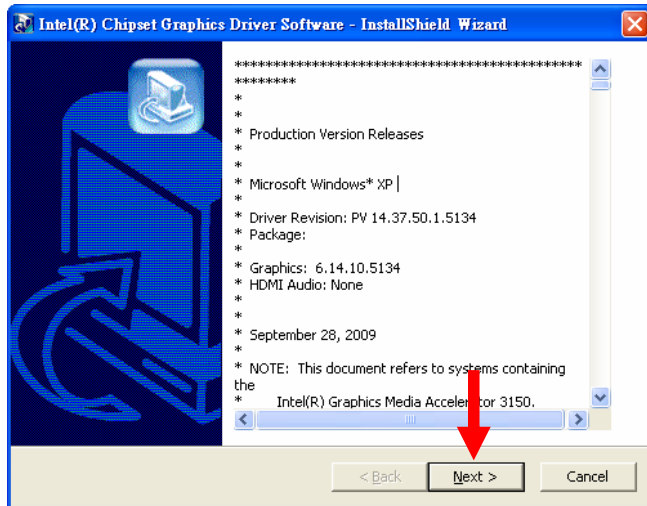 Intel(R) Chipset Graphics Driver Software - InstallShield Wizard
*********************************************
********
*
*
* Production Version Releases
*
*
* Microsoft Windows* XP
*
* Driver Revision: PV 14.37.50.1.5134
* Package:
*
* Graphics: 6.14.10.5134
* HDMI Audio: None
*
*
* September 28, 2009
*
* NOTE: This document refers to systems containing
the
* Intel(R) Graphics Media Accelerator 3150.
< Back
Next >
Cancel